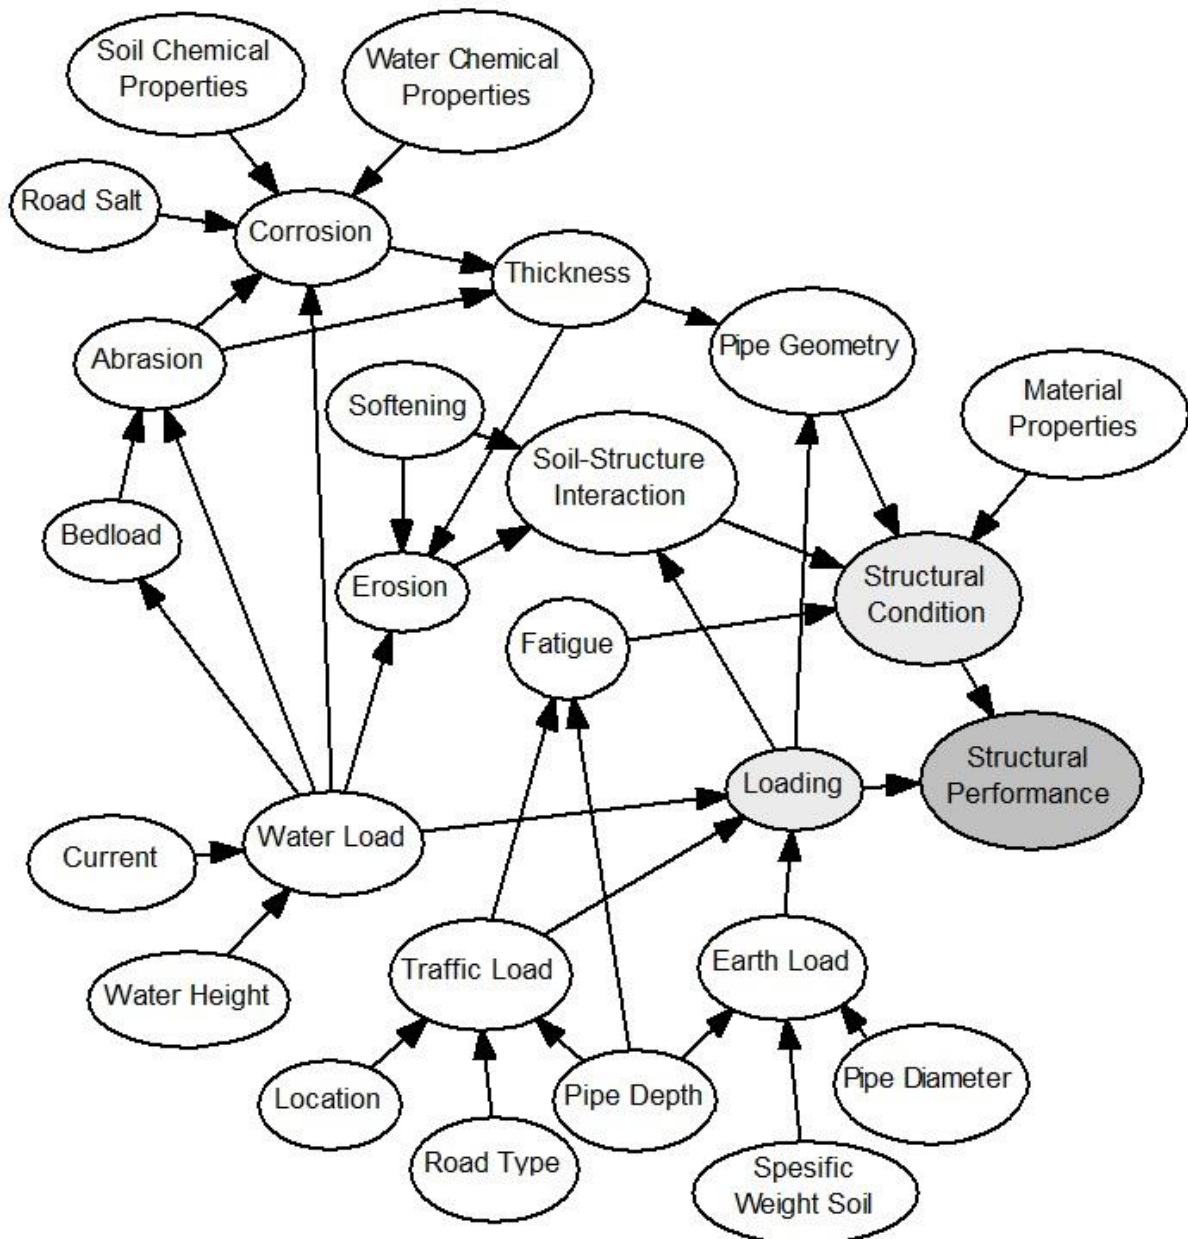 Soil Chemical
Properties
Water Chemical
Properties
Road Salt
Corrosion
Thickness
Abrasion
Pipe Geometry
Softening
Material
Properties
Soil-Structure
Interaction
Bedload
Erosion
Structural
Condition
Fatigue
Loading
Structural
Performance
Water Load
Current
Traffic Load
Earth Load
Water Height
Location
Pipe Depth
Pipe Diameter
Road Type
Spesific
Weight Soil